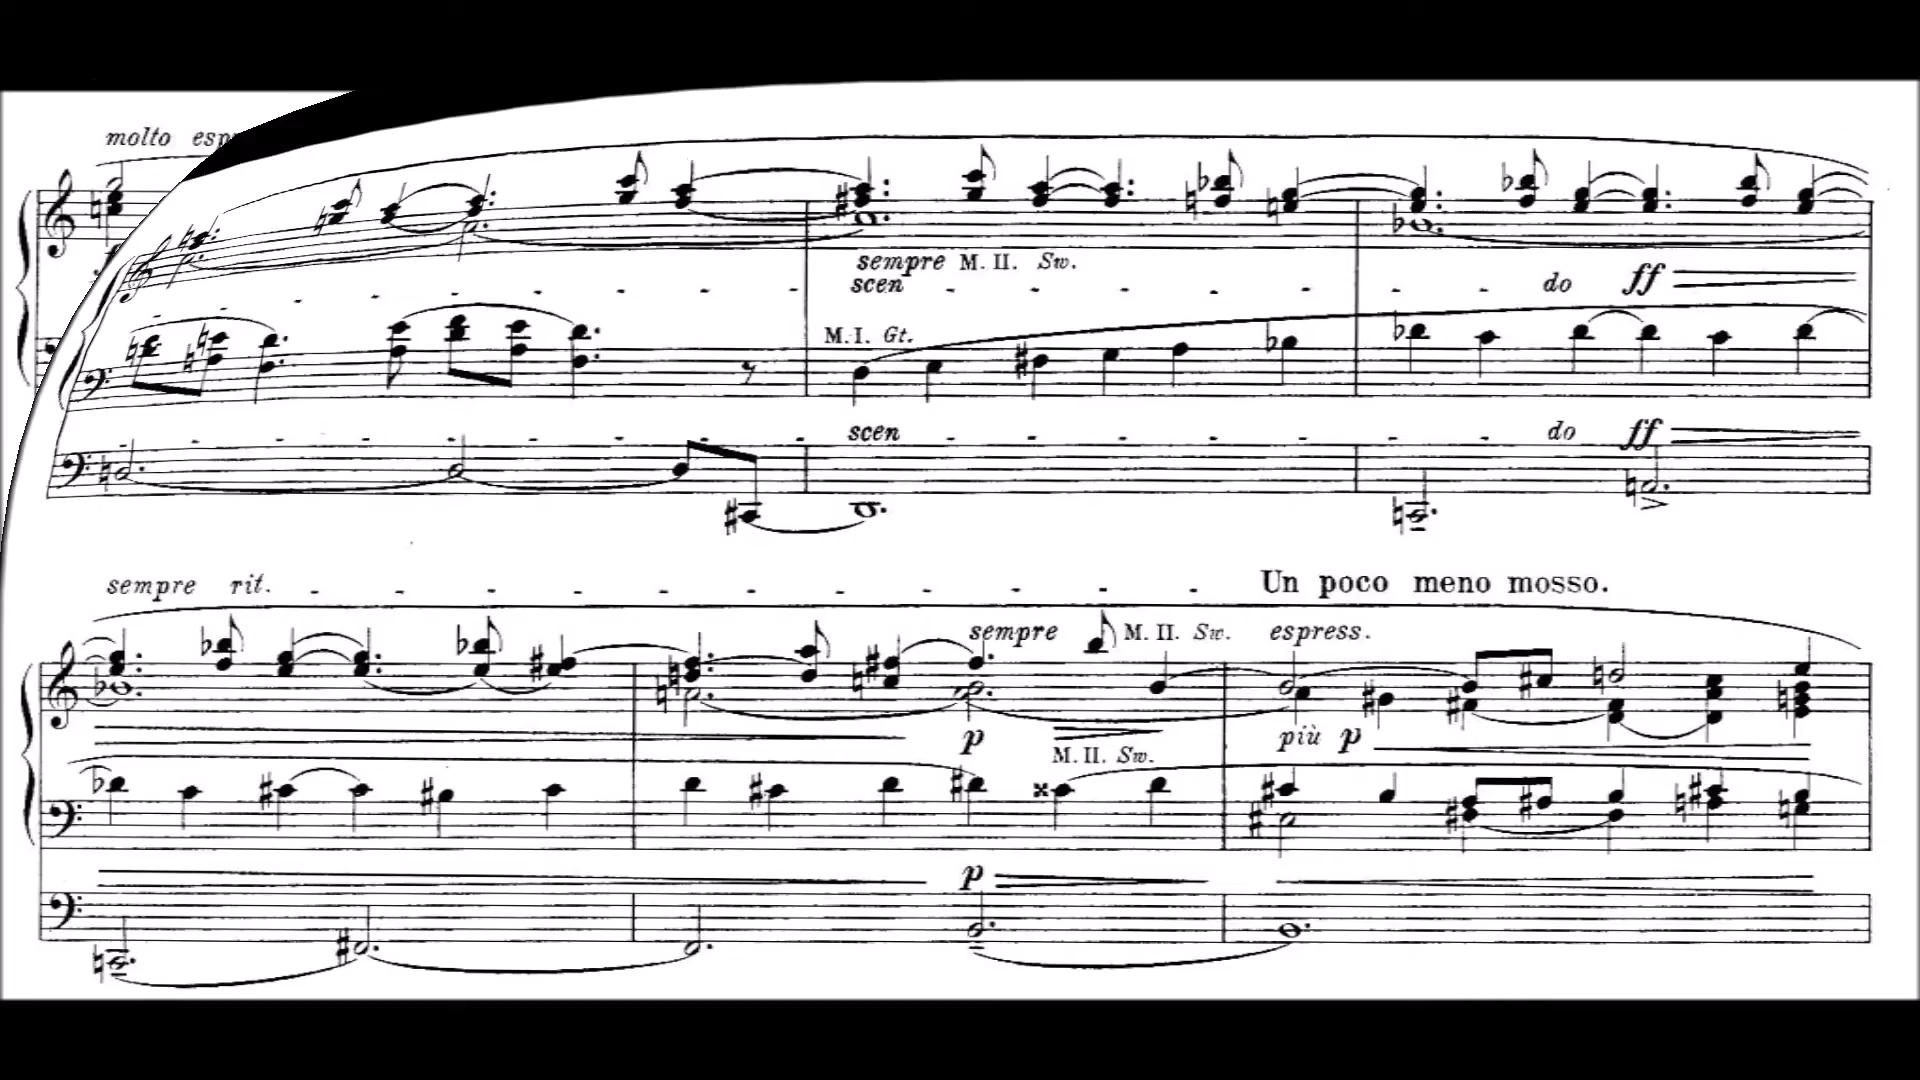 molto
sempre M. II. Sw.
scen - - - - - - - do ff
M. I. Gt.
scen - - - - - - - do ff
sempre rit. - - - - - - - - - - - Un poco meno mosso.
sempre M. II. Sw. espress.
p più p
M. II. Sw.
p